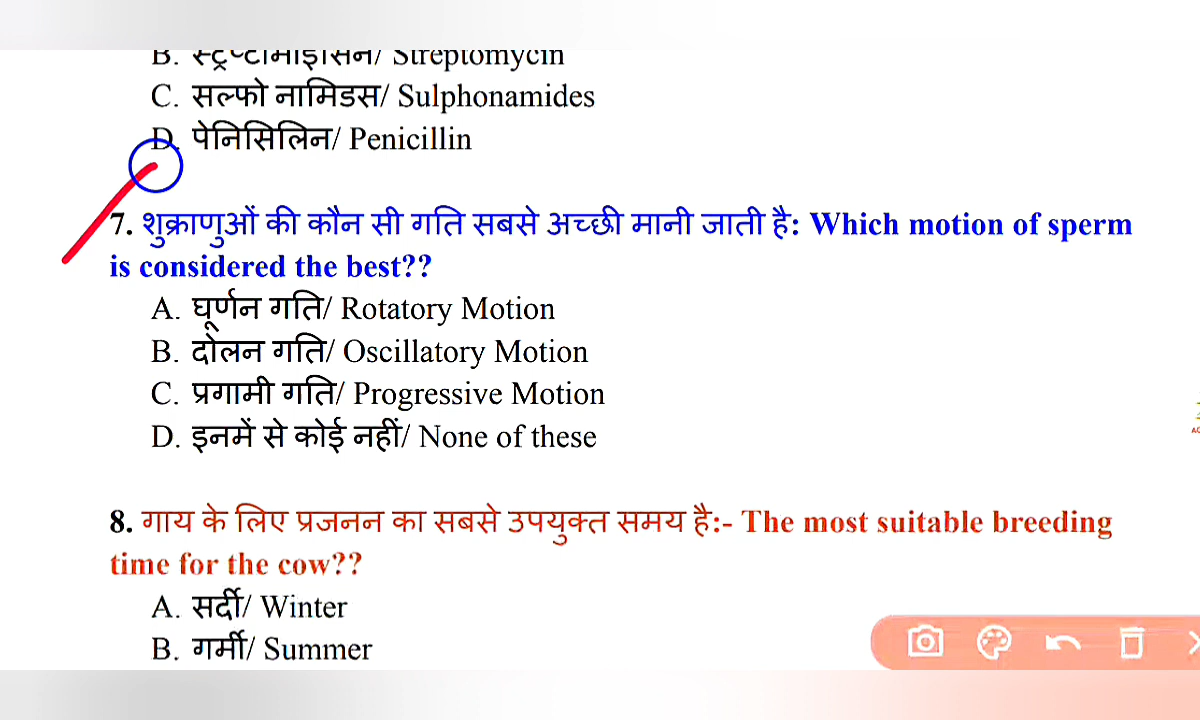 B. स्ट्रेप्टोमाइसिन/ Streptomycin
C. सल्फो नामिडस/ Sulphonamides
D. पेनिसिलिन/ Penicillin
7. शुक्राणुओं की कौन सी गति सबसे अच्छी मानी जाती है: Which motion of sperm
is considered the best??
A. घूर्णन गति/ Rotatory Motion
B. दोलन गति/ Oscillatory Motion
C. प्रगामी गति/ Progressive Motion
D. इनमें से कोई नहीं/ None of these
8. गाय के लिए प्रजनन का सबसे उपयुक्त समय है:- The most suitable breeding
time for the cow??
A. सर्दी/ Winter
B. गर्मी/ Summer